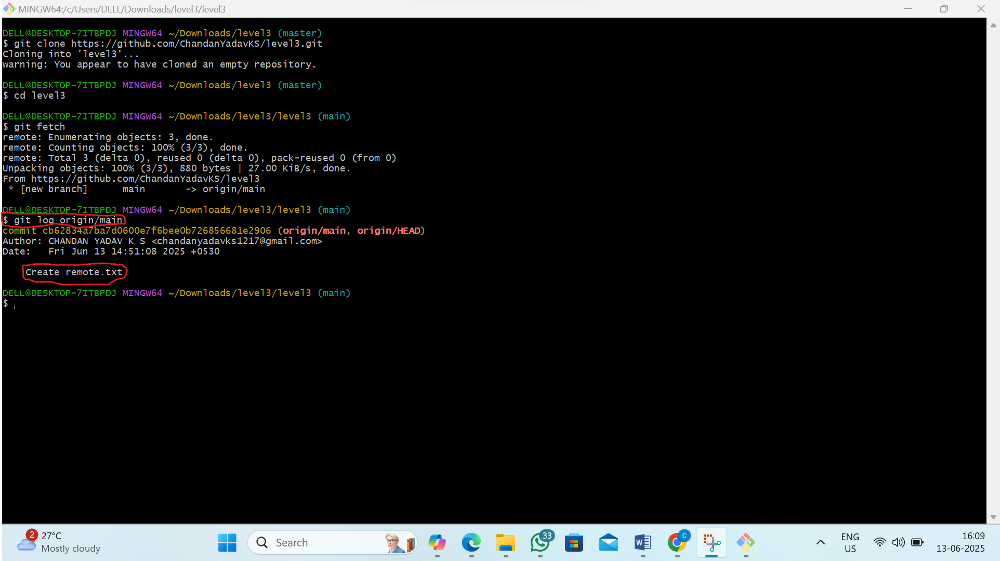 MINGW64:/c/Users/DELL/Downloads/level3/level3
DELL@DESKTOP-7ITBPDJ MINGW64 ~/Downloads/level3 (master)
$ git clone https://github.com/ChandanYadavKS/level3.git
Cloning into 'level3'...
warning: You appear to have cloned an empty repository.
DELL@DESKTOP-7ITBPDJ MINGW64 ~/Downloads/level3 (master)
$ cd level3
DELL@DESKTOP-7ITBPDJ MINGW64 ~/Downloads/level3/level3 (main)
$ git fetch
remote: Enumerating objects: 3, done.
remote: Counting objects: 100% (3/3), done.
remote: Total 3 (delta 0), reused 0 (delta 0), pack-reused 0 (from 0)
Unpacking objects: 100% (3/3), 880 bytes | 27.00 KiB/s, done.
From https://github.com/ChandanYadavKS/level3
 * [new branch]      main       -> origin/main
DELL@DESKTOP-7ITBPDJ MINGW64 ~/Downloads/level3/level3 (main)
$ git log origin/main
commit cb62834a7ba7d0600e7f6bee0b726856681e2906 (origin/main, origin/HEAD)
Author: CHANDAN YADAV K S <chandanyadavks1217@gmail.com>
Date:   Fri Jun 13 14:51:08 2025 +0530
    Create remote.txt
DELL@DESKTOP-7ITBPDJ MINGW64 ~/Downloads/level3/level3 (main)
$
2
27°C
Mostly cloudy
Search
33
W
C
ENG
US
16:09
13-06-2025